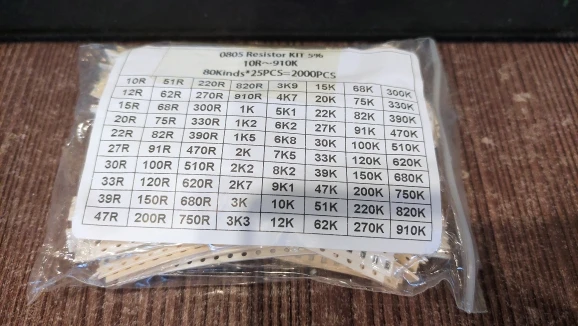 0805 Resistor KIT 5%
10R~910K
80Kinds*25PCS=2000PCS
10R 51R 220R 820R 3K9 15K 68K 300K
12R 62R 270R 910R 4K7 20K 75K 330K
15R 68R 300R 1K 5K1 22K 82K 390K
20R 75R 330R 1K2 6K2 27K 91K 470K
22R 82R 390R 1K5 6K8 30K 100K 510K
27R 91R 470R 2K 7K5 33K 120K 620K
30R 100R 510R 2K2 8K2 39K 150K 680K
33R 120R 620R 2K7 9K1 47K 200K 750K
39R 150R 680R 3K 10K 51K 220K 820K
47R 200R 750R 3K3 12K 62K 270K 910K